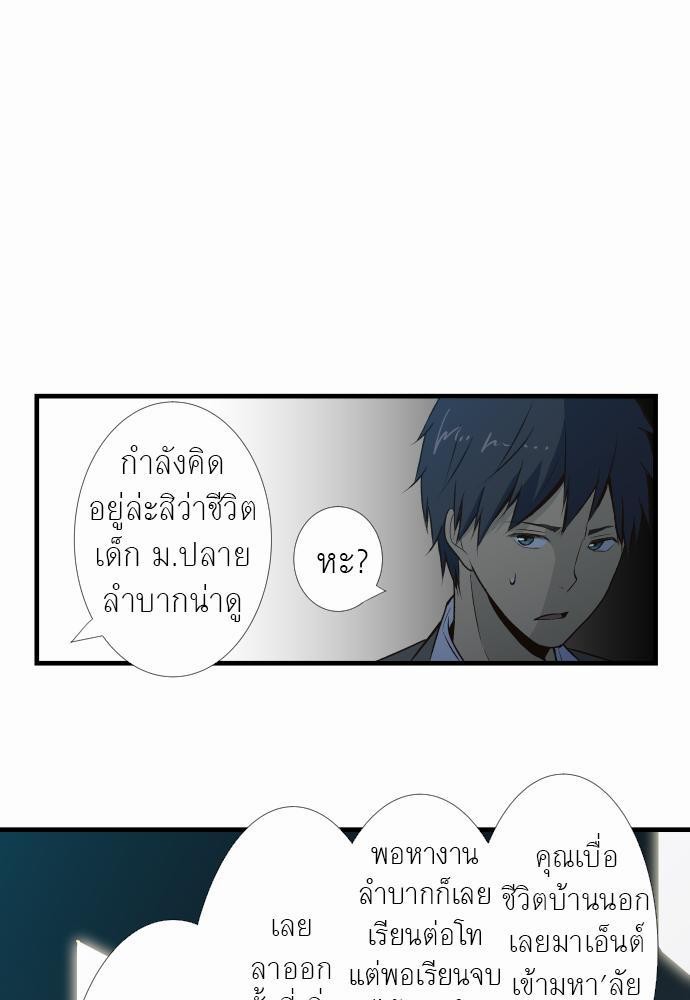 กำลังคิด
อยู่ล่ะสิว่าชีวิต
เด็ก ม.ปลาย
ลำบากน่าดู
หะ?
คุณเบื่อ
ชีวิตบ้านนอก
เลยมาเอ็นต์
เข้ามหา'ลัย
พอหางาน
ลำบากก็เลย
เรียนต่อโท
แต่พอเรียนจบ
เลย
ลาออก